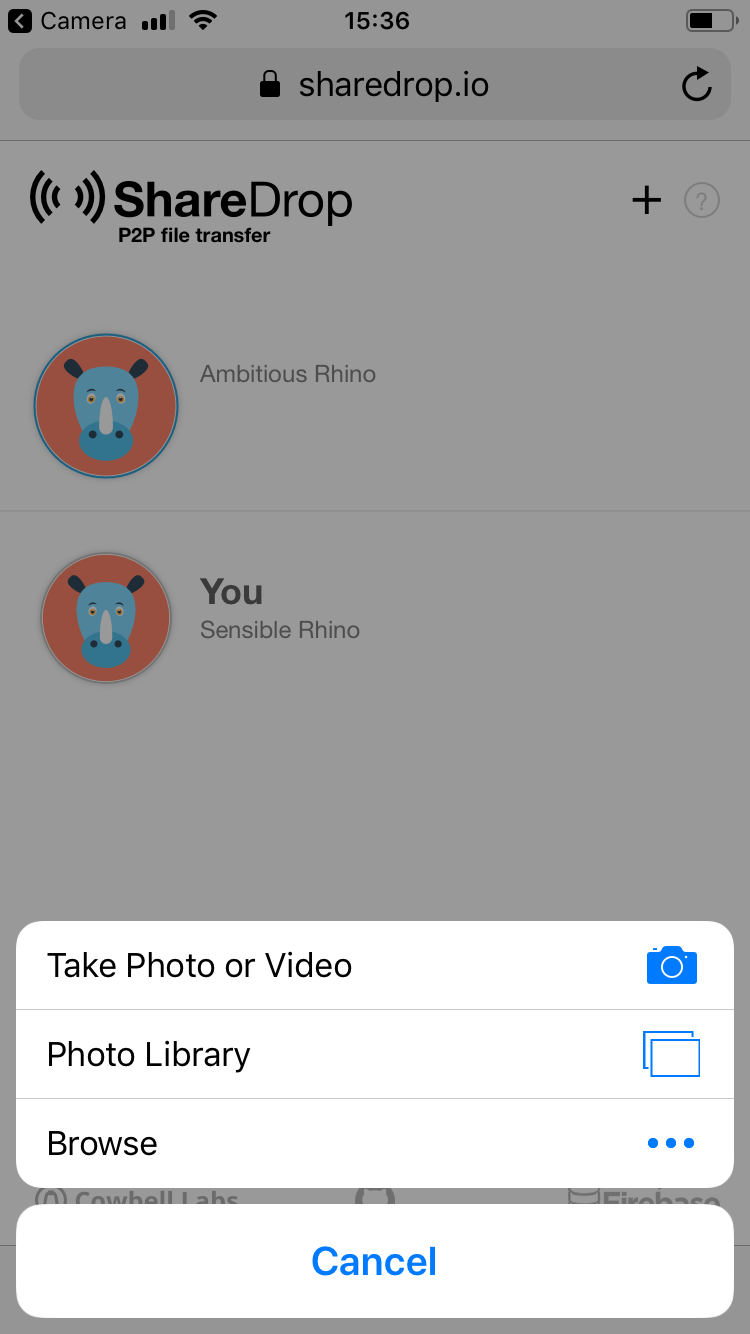 Camera 15:36
sharedrop.io
ShareDrop
P2P file transfer
+ ?
Ambitious Rhino
You
Sensible Rhino
Take Photo or Video
Photo Library
Browse
Cowbell Labs Firebase
Cancel